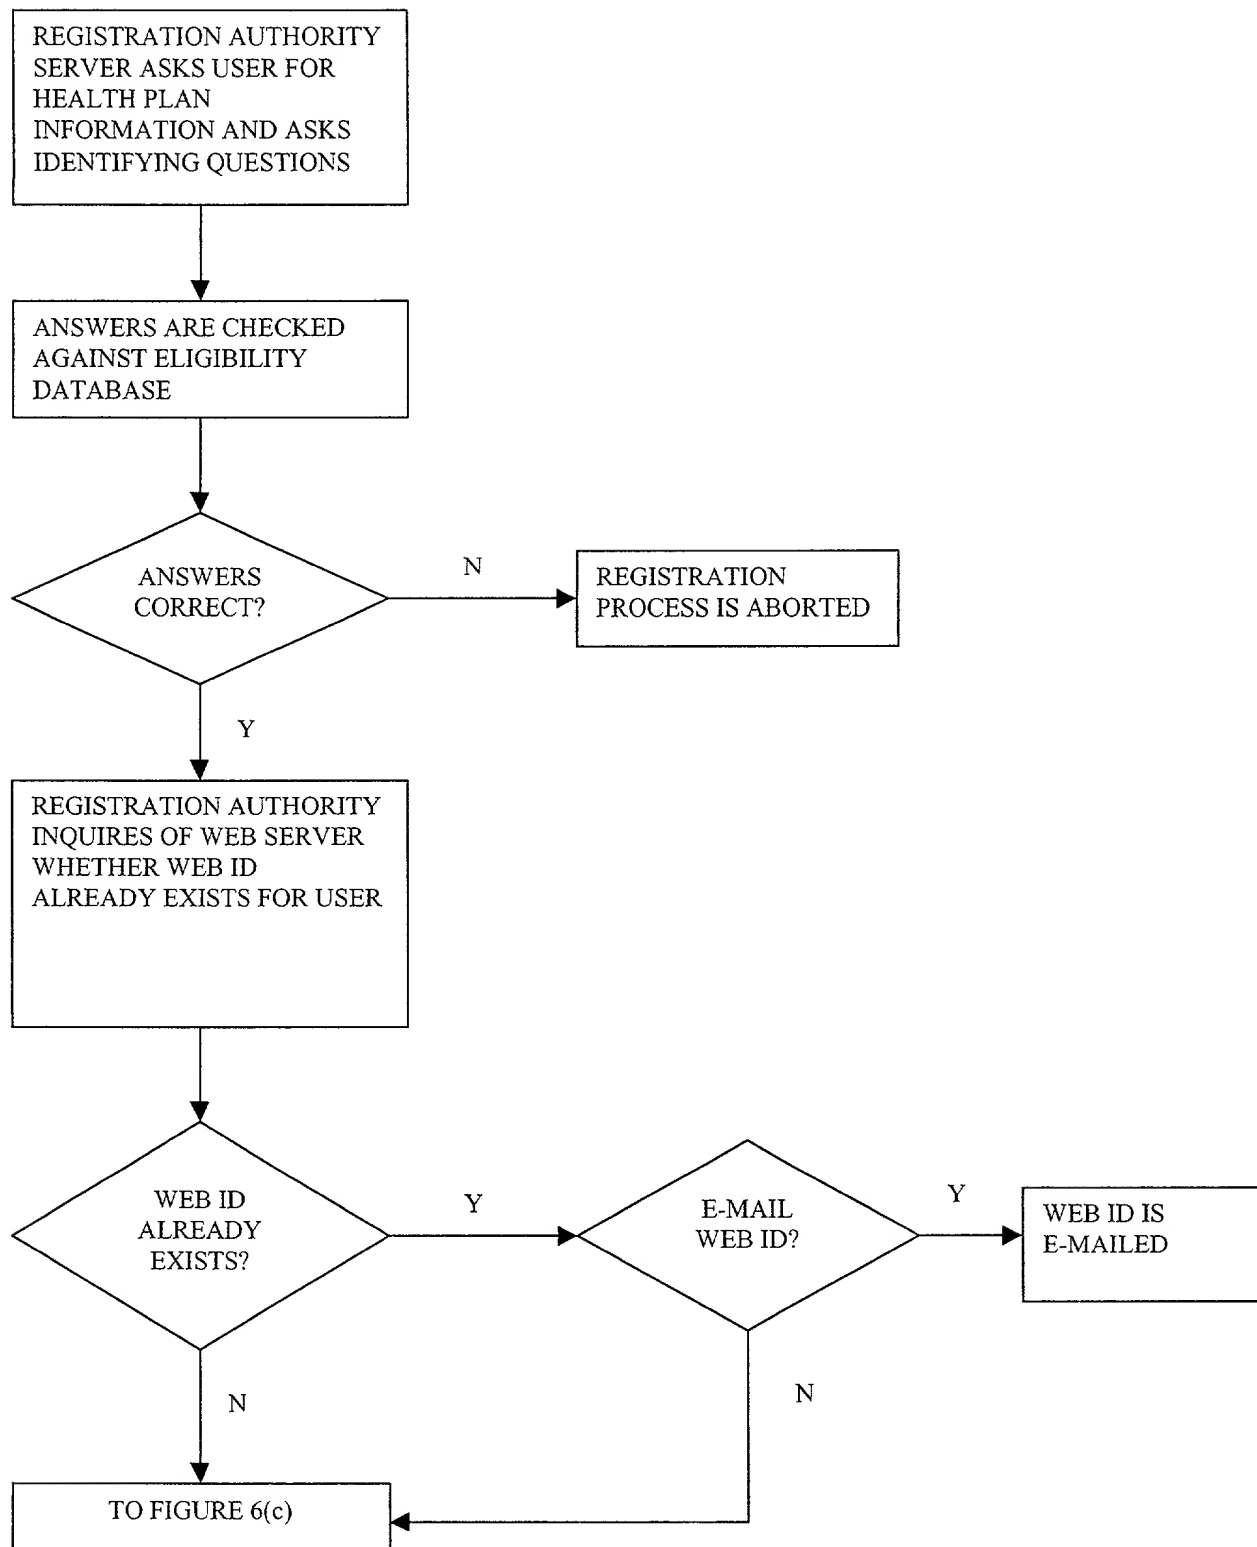 REGISTRATION AUTHORITY
SERVER ASKS USER FOR
HEALTH PLAN
INFORMATION AND ASKS
IDENTIFYING QUESTIONS
ANSWERS ARE CHECKED
AGAINST ELIGIBILITY
DATABASE
ANSWERS
CORRECT?
N
REGISTRATION
PROCESS IS ABORTED
Y
REGISTRATION AUTHORITY
INQUIRES OF WEB SERVER
WHETHER WEB ID
ALREADY EXISTS FOR USER
WEB ID
ALREADY
EXISTS?
Y
E-MAIL
WEB ID?
Y
WEB ID IS
E-MAILED
N
N
TO FIGURE 6(c)